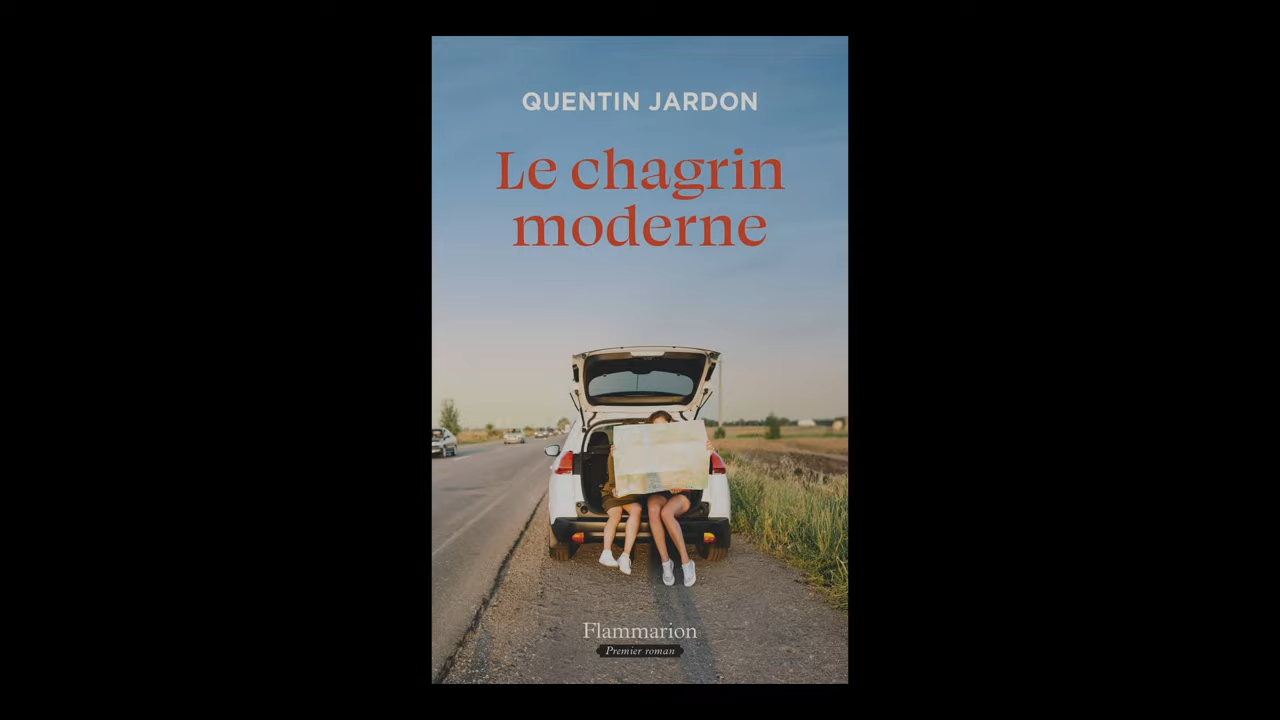 QUENTIN JARDON
Le chagrin
moderne
Flammarion
Premier roman